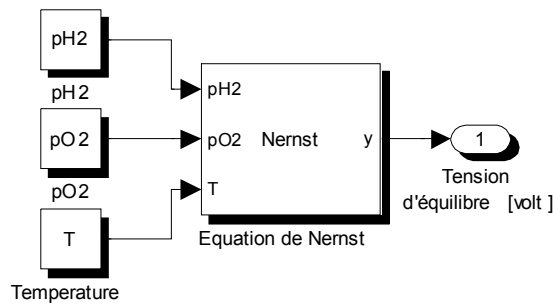 pH2
pH2
pO2
pO2
T
Temperature
pH2
pO2
T
Nernst
y
Equation de Nernst
1
Tension
d'équilibre [volt ]